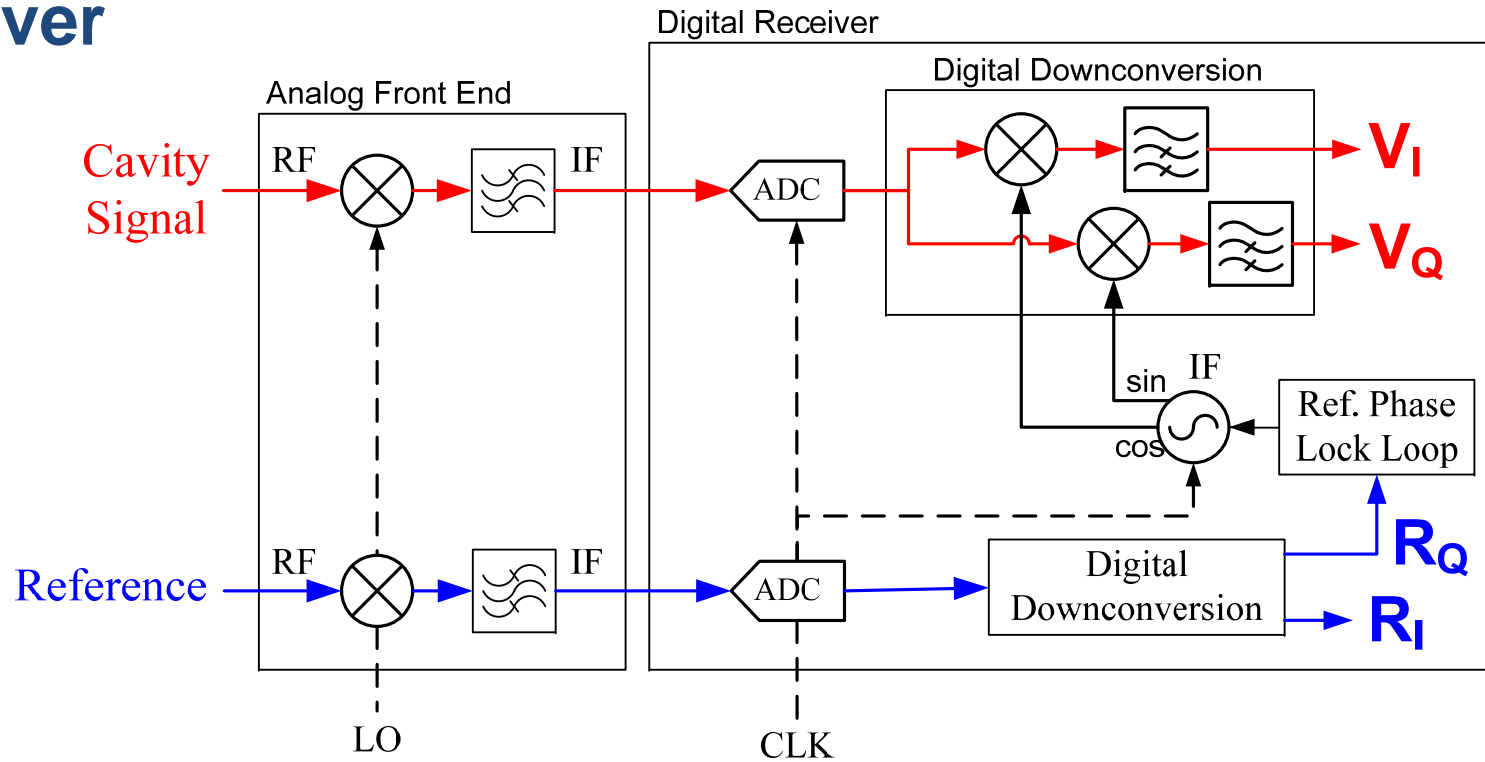 ver
Digital Receiver
Digital Downconversion
Analog Front End
Cavity
Signal
RF
IF
ADC
V_I
V_Q
sin
IF
cos
Ref. Phase
Lock Loop
Reference
RF
IF
ADC
Digital
Downconversion
R_Q
R_I
LO
CLK